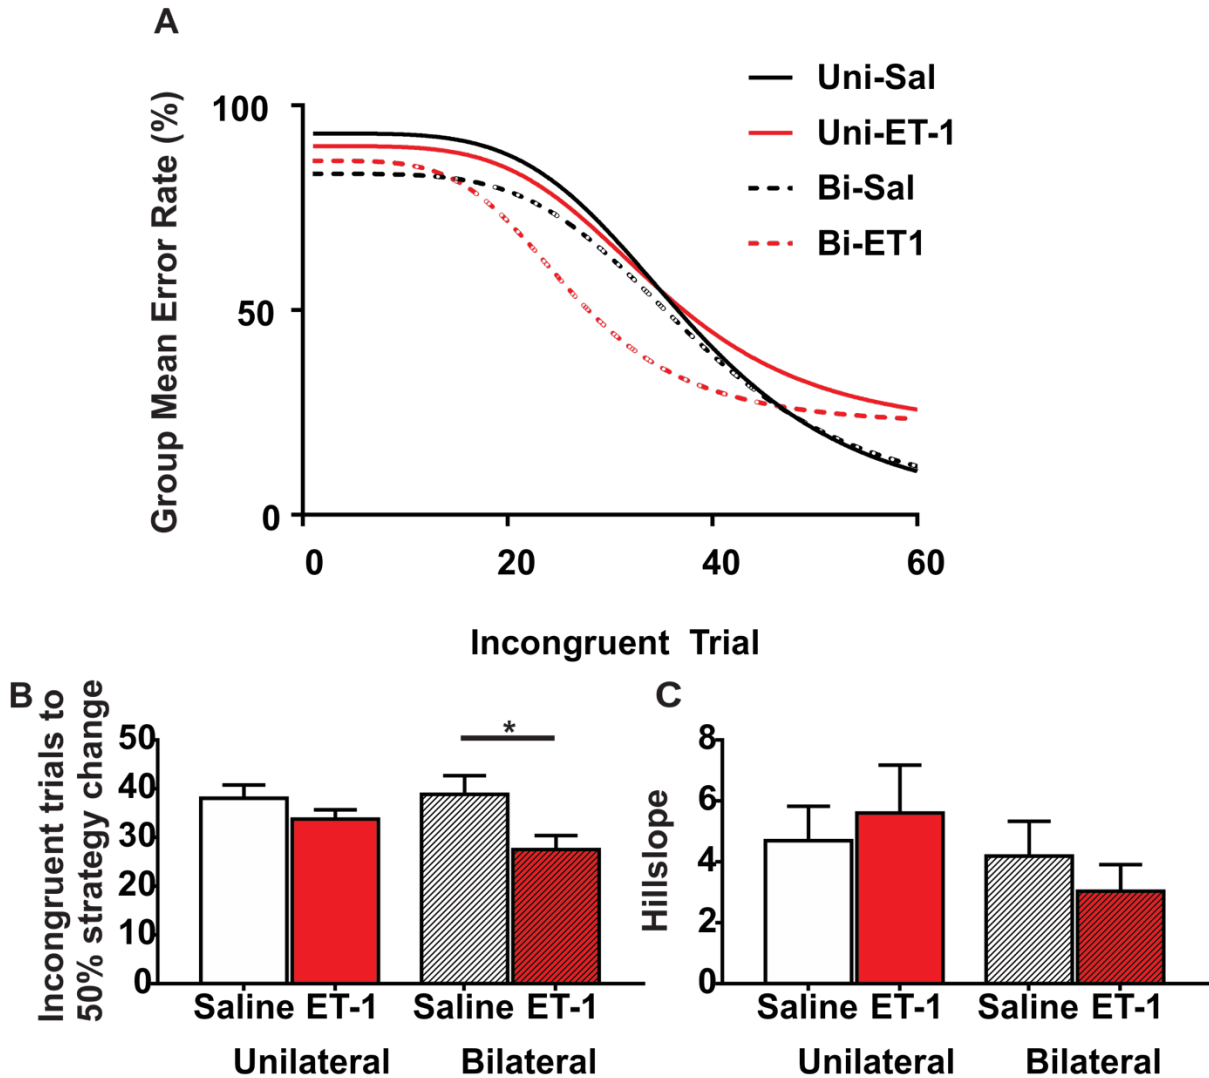 A
Group Mean Error Rate (%)
100
50
0
0 20 40 60
Incongruent Trial
Uni-Sal
Uni-ET-1
Bi-Sal
Bi-ET1
B
Incongruent trials to
50% strategy change
50
40
30
20
10
0
*
Saline ET-1 Saline ET-1
Unilateral Bilateral
C
Hillslope
8
6
4
2
0
Saline ET-1 Saline ET-1
Unilateral Bilateral